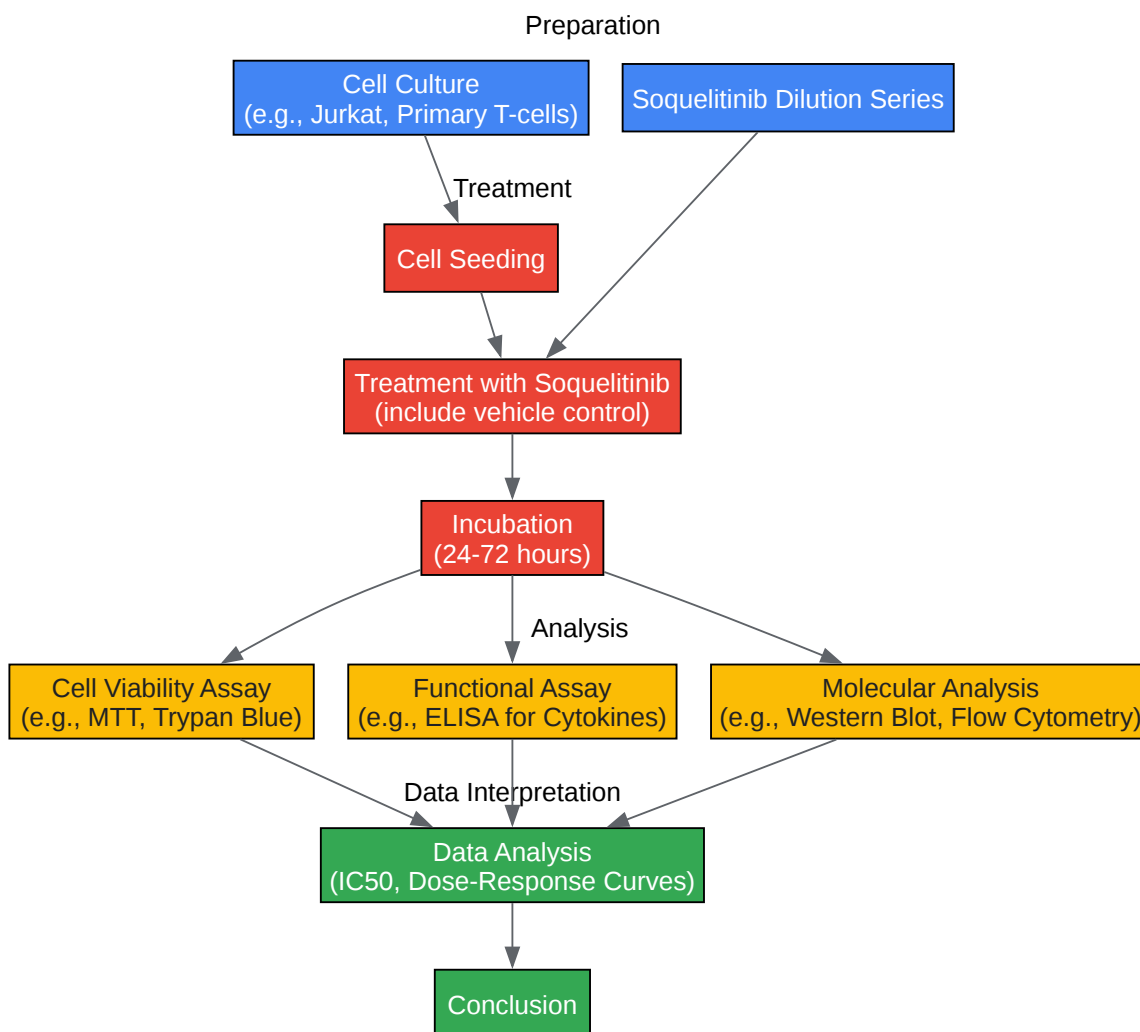 Preparation
Cell Culture
(e.g., Jurkat, Primary T-cells)
Soquelitinib Dilution Series
Treatment
Cell Seeding
Treatment with Soquelitinib
(include vehicle control)
Incubation
(24-72 hours)
Analysis
Cell Viability Assay
(e.g., MTT, Trypan Blue)
Functional Assay
(e.g., ELISA for Cytokines)
Molecular Analysis
(e.g., Western Blot, Flow Cytometry)
Data Interpretation
Data Analysis
(IC50, Dose-Response Curves)
Conclusion